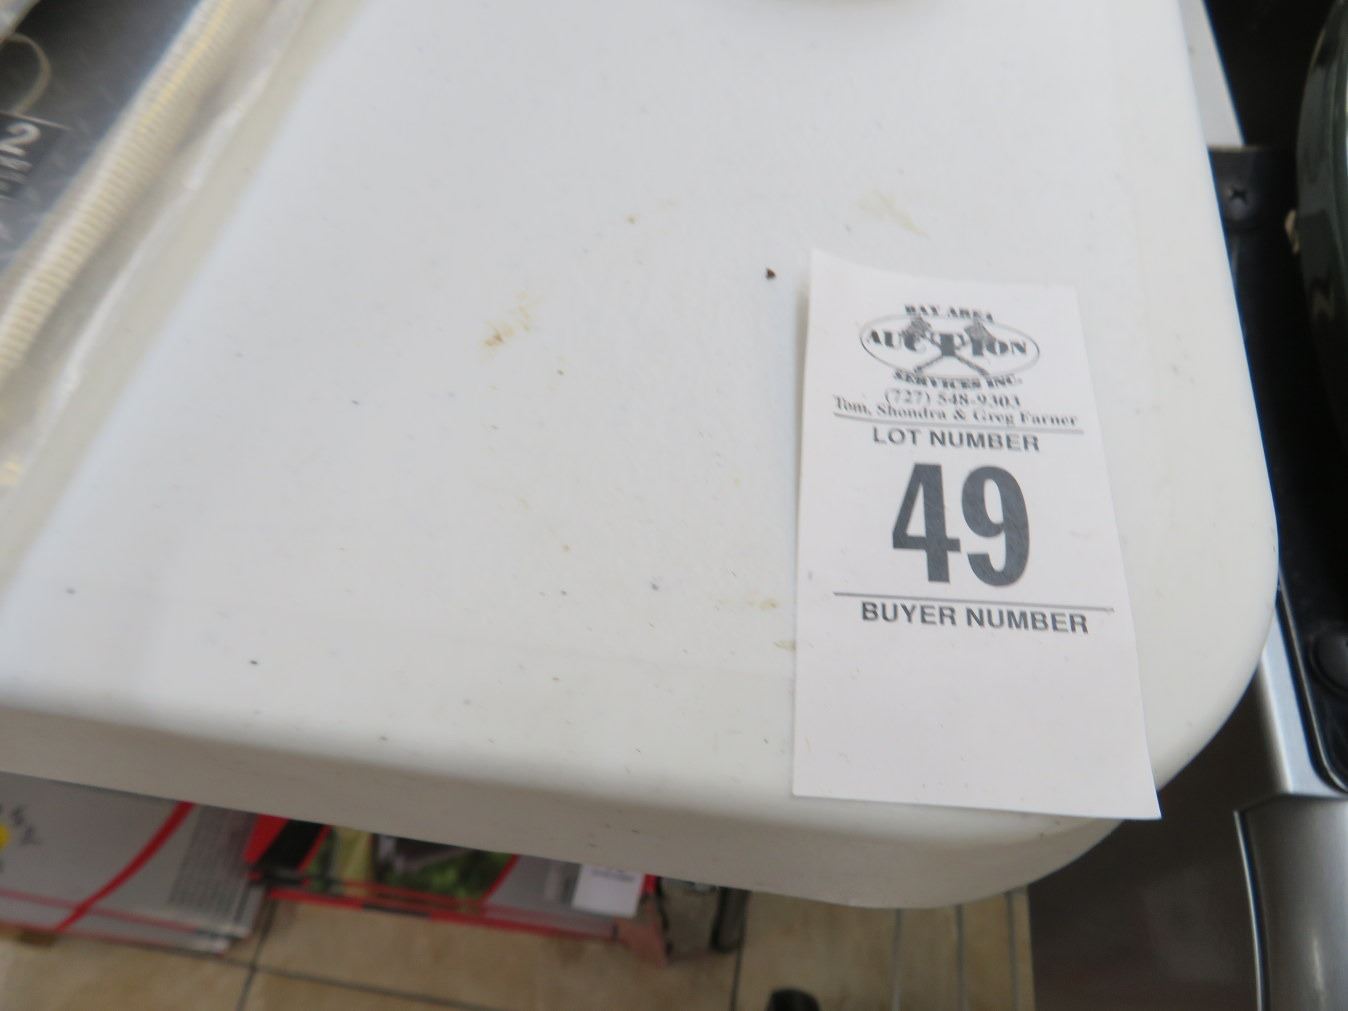 BAY AREA
AUCTION
SERVICES INC.
(727) 548-9303
Tom, Shondra & Greg Farner
LOT NUMBER
49
BUYER NUMBER